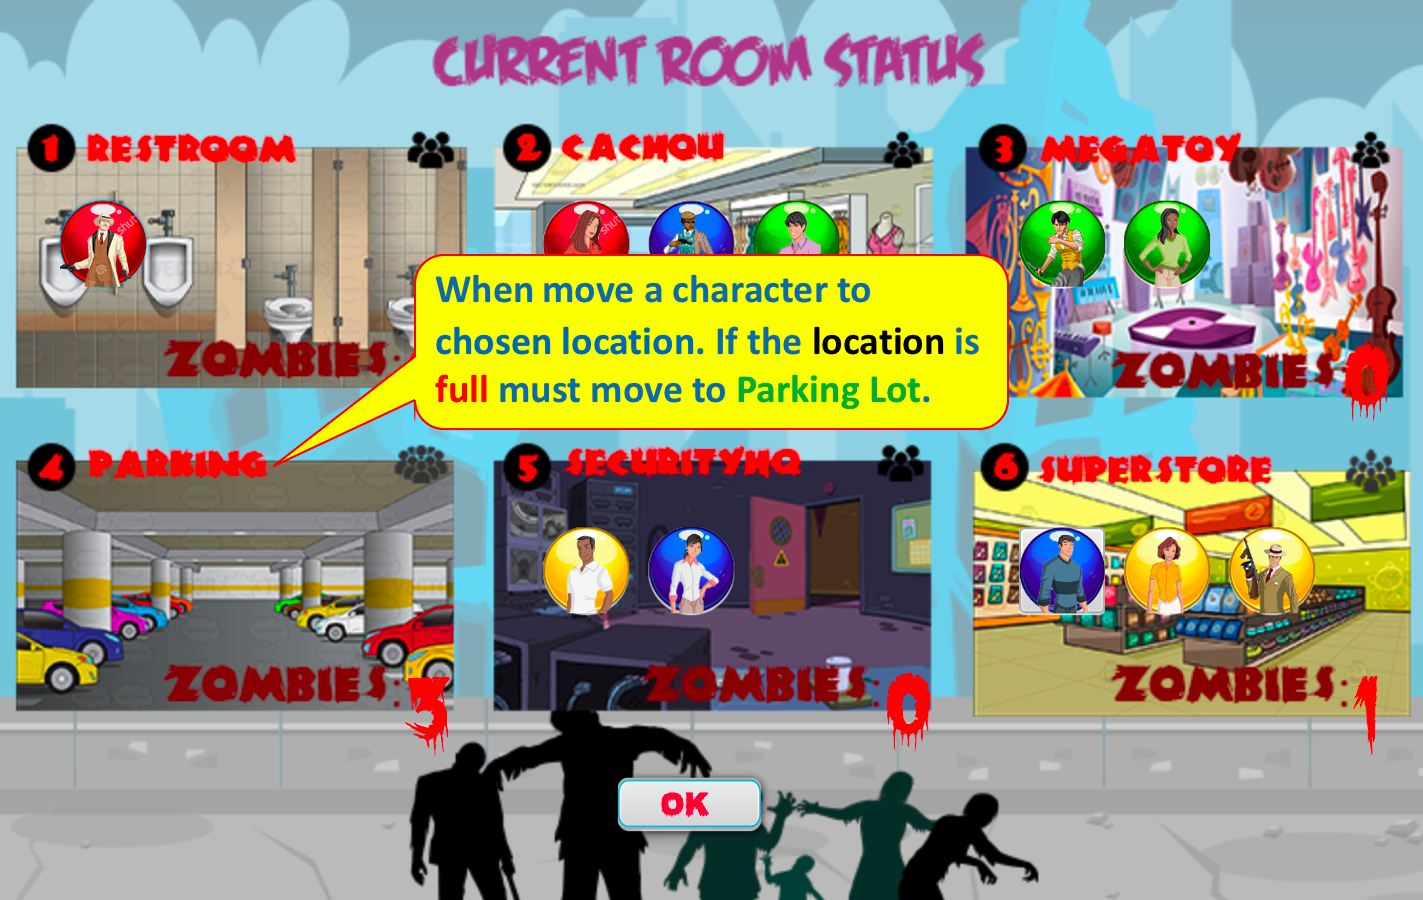 CURRENT ROOM STATUS
1 RESTROOM
2 CACHOU
3 MEGATOY
ZOMBIES:
ZOMBIES: 0
When move a character to
chosen location. If the location is
full must move to Parking Lot.
4 PARKING
5 SECURITYHQ
6 SUPERSTORE
ZOMBIES: 3
ZOMBIES: 0
ZOMBIES: 1
OK